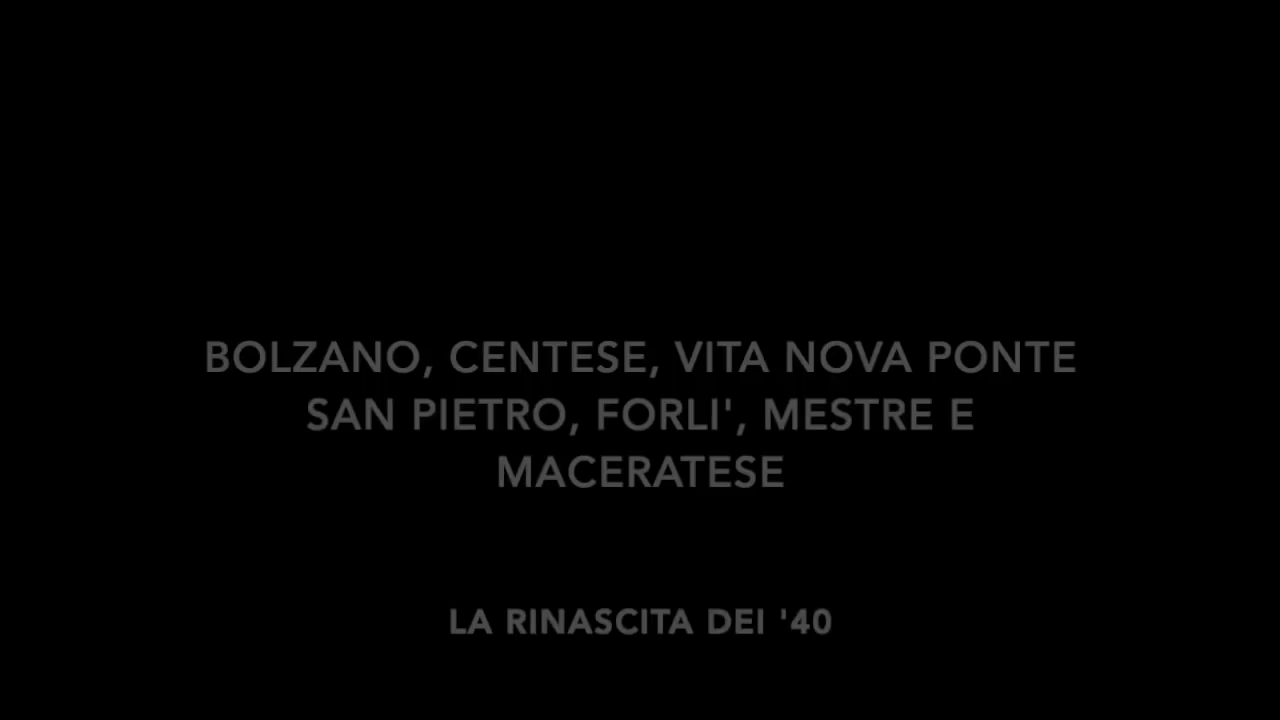 BOLZANO, CENTESE, VITA NOVA PONTE
SAN PIETRO, FORLI', MESTRE E
MACERATESE
LA RINASCITA DEI '40